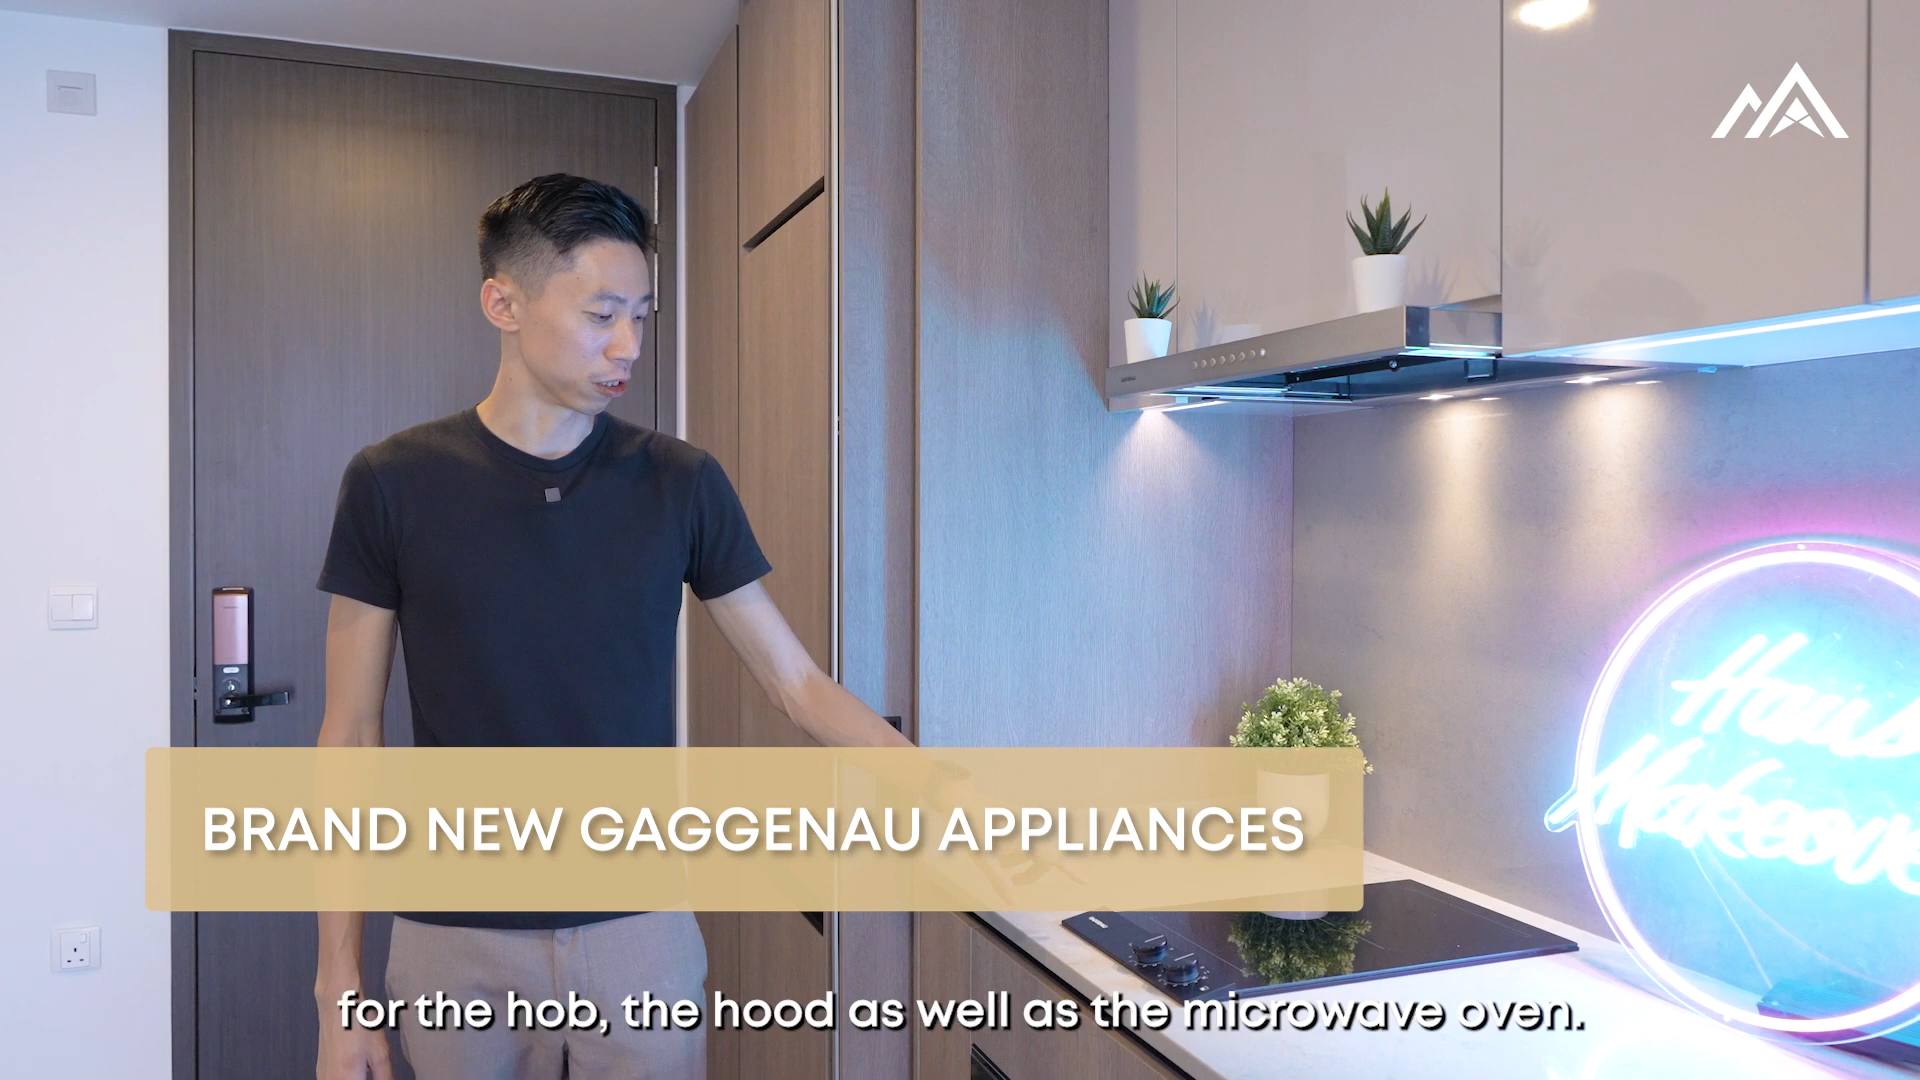 BRAND NEW GAGGENAU APPLIANCES
for the hob, the hood as well as the microwave oven.